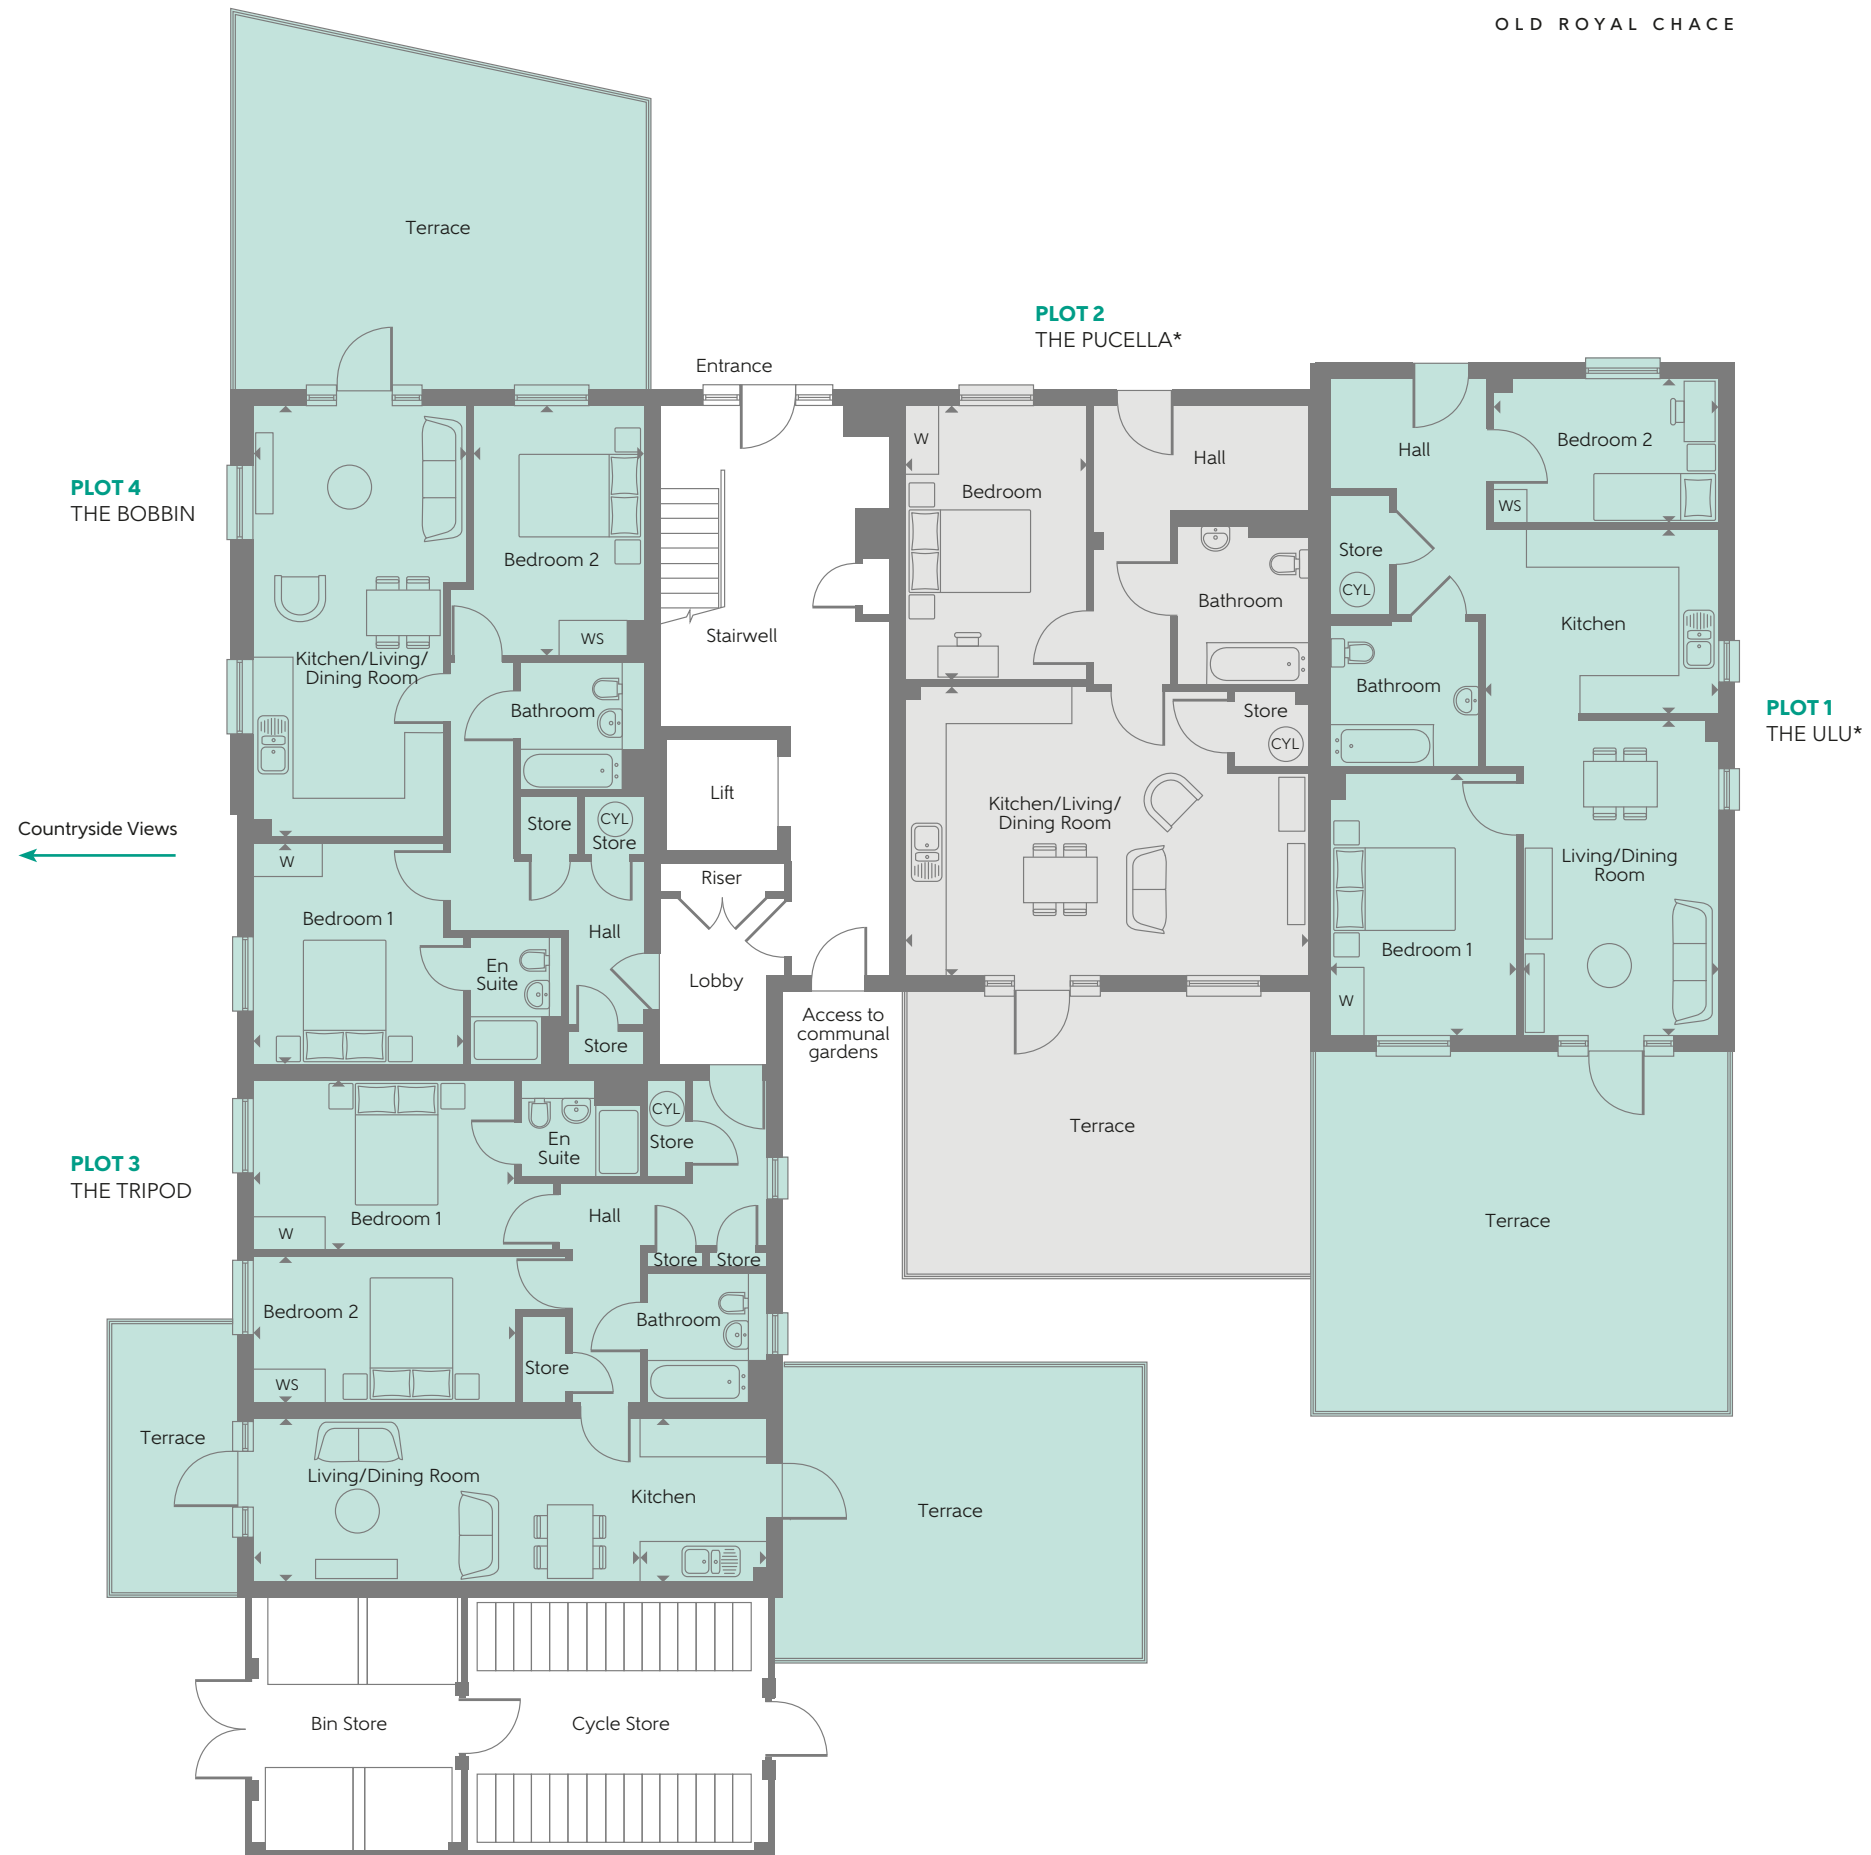 OLD ROYAL CHACE
Terrace
PLOT 2
THE PUCELLA*
Entrance
PLOT 4
THE BOBBIN
W
Hall
Hall
Bedroom 2
Bedroom
WS
Bedroom 2
Store
CYL
Bathroom
Kitchen
WS
Stairwell
Kitchen/Living/
Dining Room
Bathroom
Bathroom
Store
CYL
PLOT 1
THE ULU*
Lift
Kitchen/Living/
Dining Room
Store
CYL
Store
Countryside Views
W
Living/Dining
Room
Riser
Bedroom 1
Hall
En
Suite
Lobby
Bedroom 1
W
Access to
communal
gardens
Store
Terrace
CYL
Store
En
Suite
PLOT 3
THE TRIPOD
Bedroom 1
W
Hall
Terrace
Store
Store
Bedroom 2
Bathroom
Store
WS
Terrace
Living/Dining Room
Kitchen
Terrace
Bin Store
Cycle Store